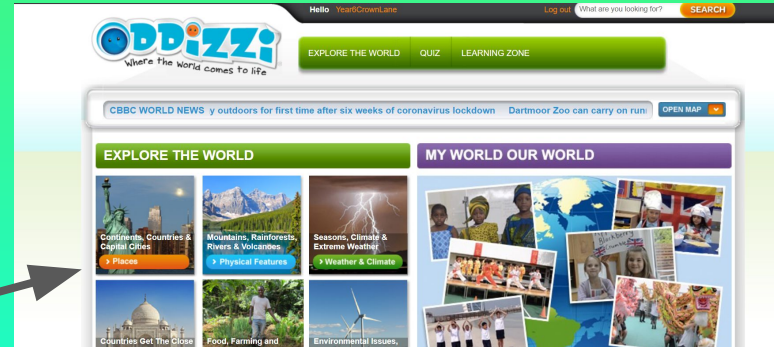 Hello Year6CrownLane
Log out What are you looking for? SEARCH
ODDIZZI
Where the world comes to life
EXPLORE THE WORLD QUIZ LEARNING ZONE
CBBC WORLD NEWS y outdoors for first time after six weeks of coronavirus lockdown Dartmoor Zoo can carry on run
OPEN MAP
EXPLORE THE WORLD
MY WORLD OUR WORLD
Continents, Countries &
Capital Cities
> Places
Mountains, Rainforests,
Rivers & Volcanoes
> Physical Features
Seasons, Climate &
Extreme Weather
> Weather & Climate
Countries Get The Close
Food, Farming and
Environmental Issues,
Blackberry